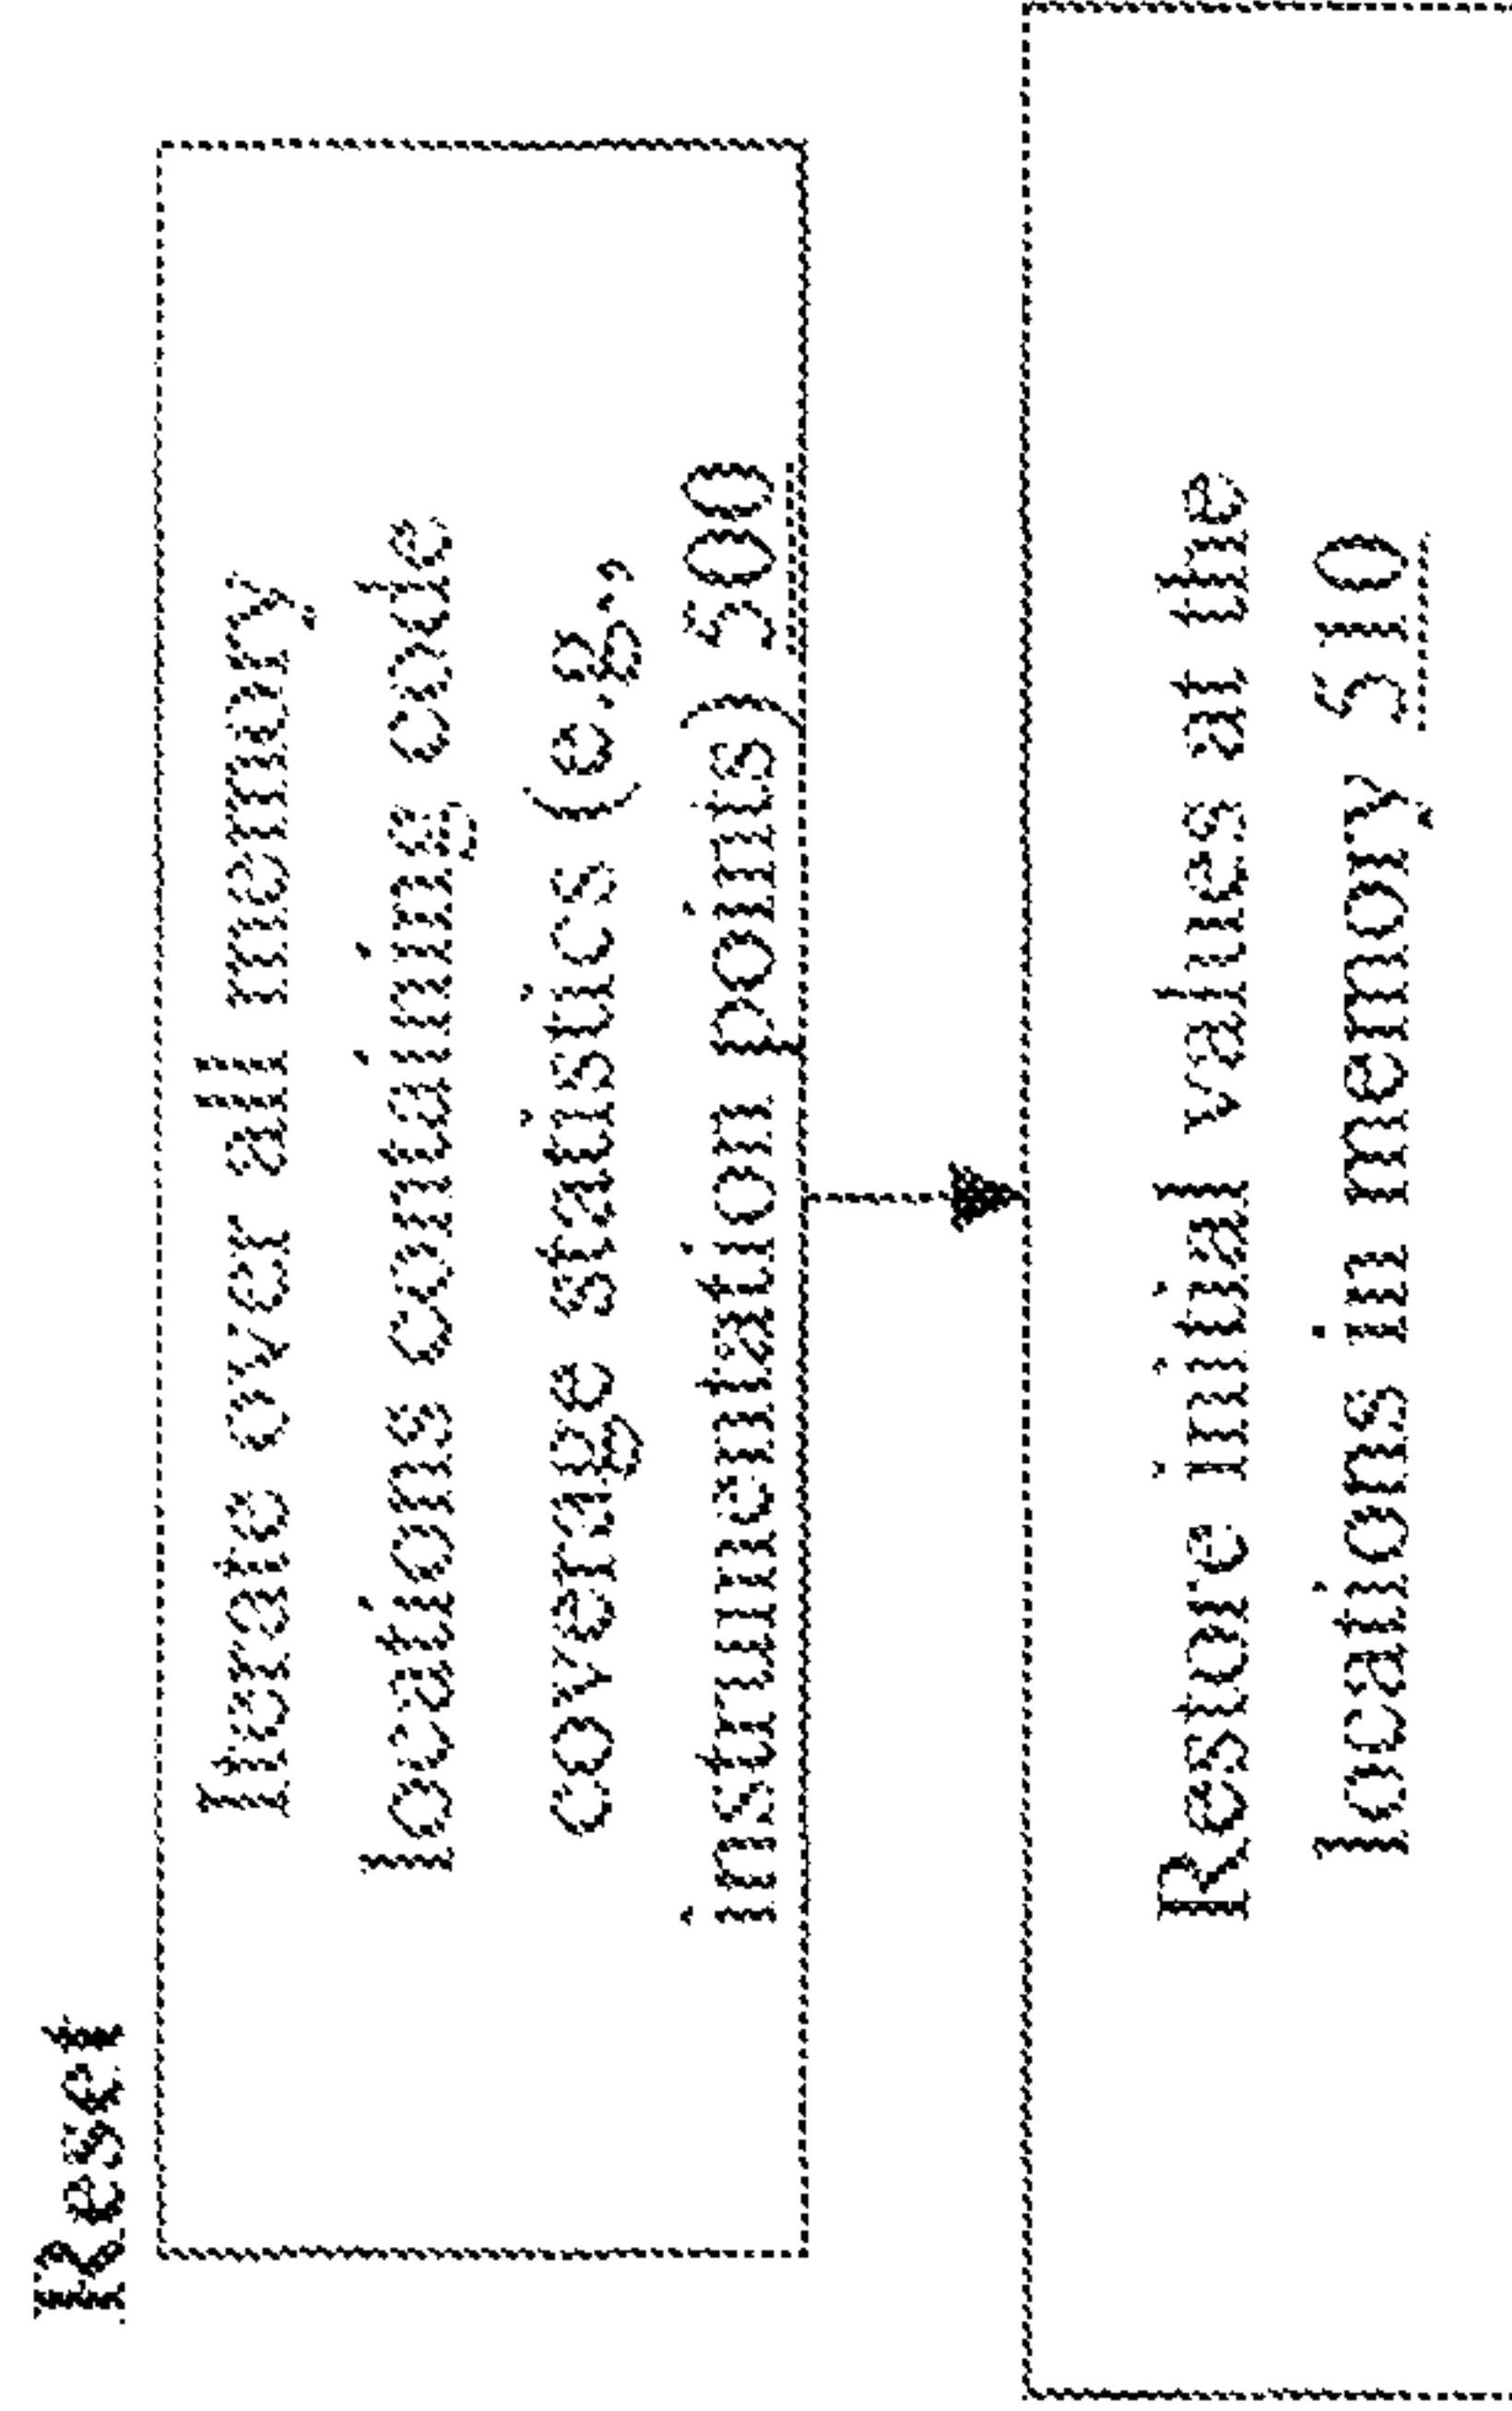 Reset
Iterate over all memory
locations containing code
coverage statistics (e.g.,
instrumentation points) 500
Restore initial values at the
locations in memory 510